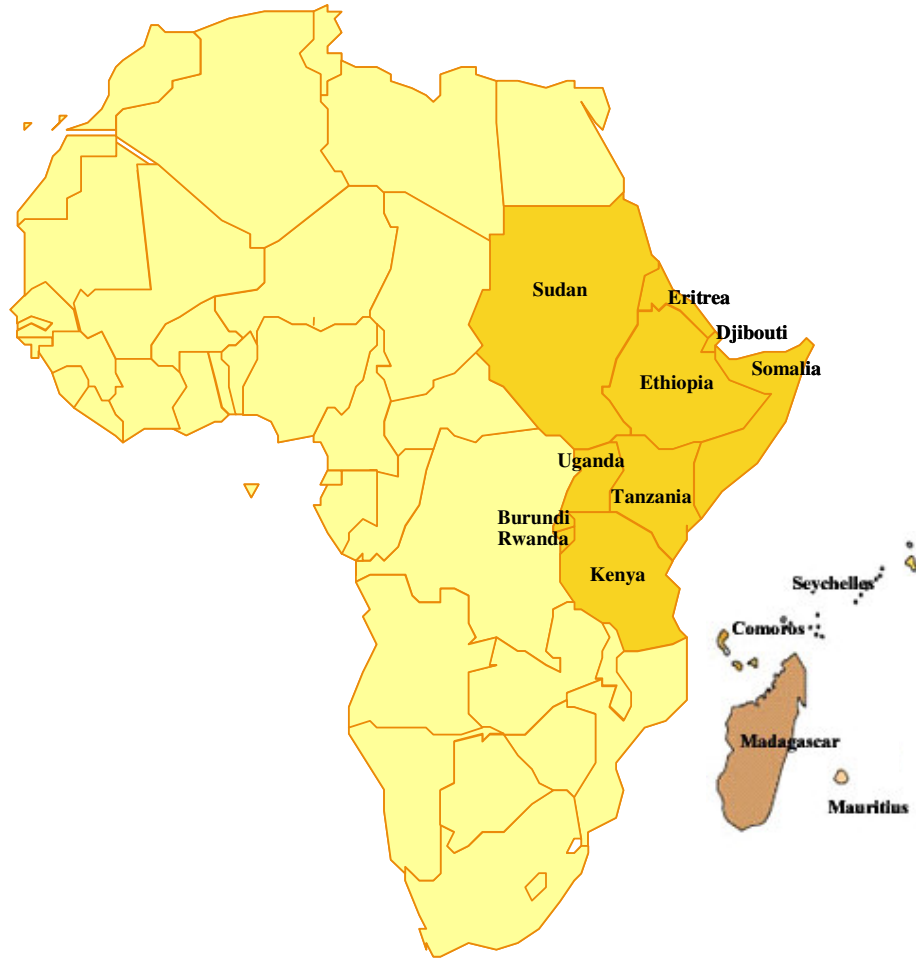 Sudan
Eritrea
Djibouti
Somalia
Ethiopia
Uganda
Tanzania
Burundi
Rwanda
Kenya
Seychelles
Comoros
Madagascar
Mauritius